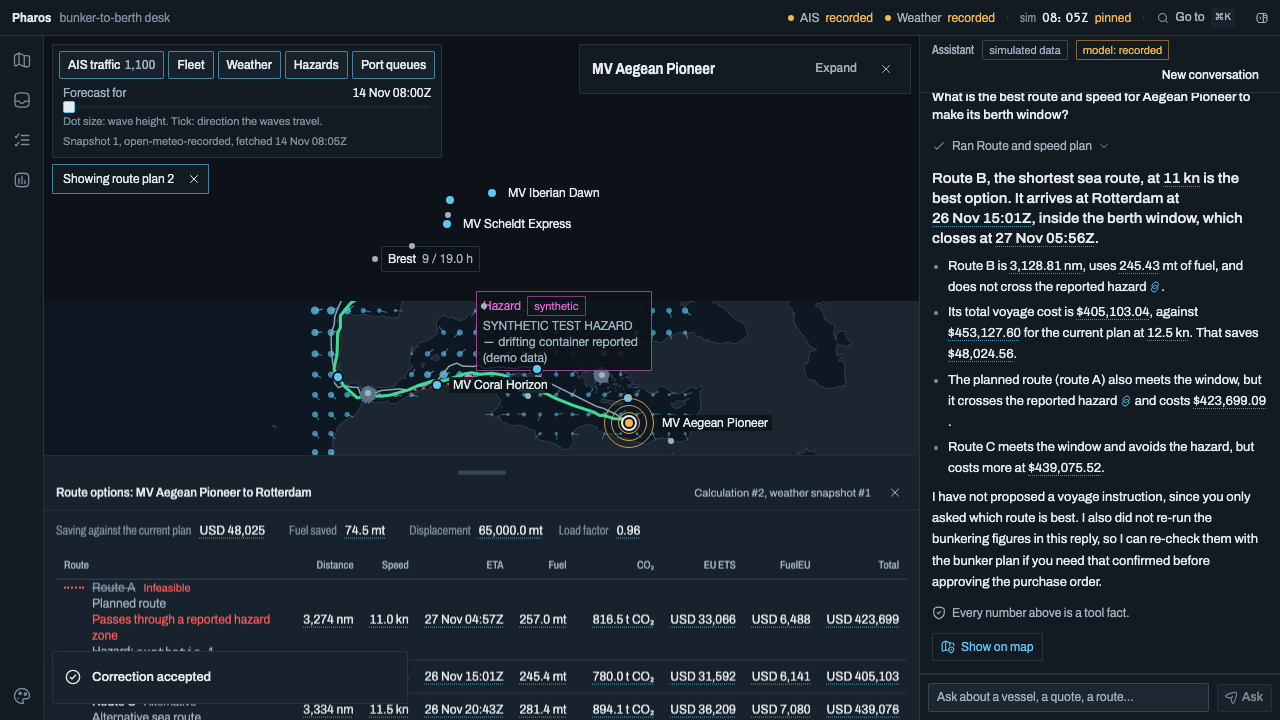 Pharos bunker-to-berth desk
AIS recorded Weather recorded sim 08:05Z pinned Go to ⌘K
AIS traffic 1,100 Fleet Weather Hazards Port queues
Forecast for 14 Nov 08:00Z
Dot size: wave height. Tick: direction the waves travel.
Snapshot 1, open-meteo-recorded, fetched 14 Nov 08:05Z
Showing route plan 2
MV Aegean Pioneer Expand
MV Iberian Dawn
MV Scheldt Express
Brest 9 / 19.0 h
Hazard synthetic
SYNTHETIC TEST HAZARD
— drifting container reported
(demo data)
MV Coral Horizon
MV Aegean Pioneer
Route options: MV Aegean Pioneer to Rotterdam Calculation #2, weather snapshot #1
Saving against the current plan USD 48,025 Fuel saved 74.5 mt Displacement 65,000.0 mt Load factor 0.96
Route Distance Speed ETA Fuel CO₂ EU ETS FuelEU Total
Route A Infeasible
Planned route
Passes through a reported hazard
zone
3,274 nm 11.0 kn 27 Nov 04:57Z 257.0 mt 816.5 t CO₂ USD 33,066 USD 6,488 USD 423,699
26 Nov 15:01Z 245.4 mt 780.0 t CO₂ USD 31,592 USD 6,141 USD 405,103
Alternative sea route
3,334 nm 11.5 kn 26 Nov 20:43Z 281.4 mt 894.1 t CO₂ USD 36,209 USD 7,080 USD 439,076
Correction accepted
Assistant simulated data model: recorded
New conversation
What is the best route and speed for Aegean Pioneer to
make its berth window?
Ran Route and speed plan
Route B, the shortest sea route, at 11 kn is the
best option. It arrives at Rotterdam at
26 Nov 15:01Z, inside the berth window, which
closes at 27 Nov 05:56Z.
Route B is 3,128.81 nm, uses 245.43 mt of fuel, and
does not cross the reported hazard.
Its total voyage cost is $405,103.04, against
$453,127.60 for the current plan at 12.5 kn. That saves
$48,024.56.
The planned route (route A) also meets the window, but
it crosses the reported hazard and costs $423,699.09
.
Route C meets the window and avoids the hazard, but
costs more at $439,075.52.
I have not proposed a voyage instruction, since you only
asked which route is best. I also did not re-run the
bunkering figures in this reply, so I can re-check them with
the bunker plan if you need that confirmed before
approving the purchase order.
Every number above is a tool fact.
Show on map
Ask about a vessel, a quote, a route... Ask